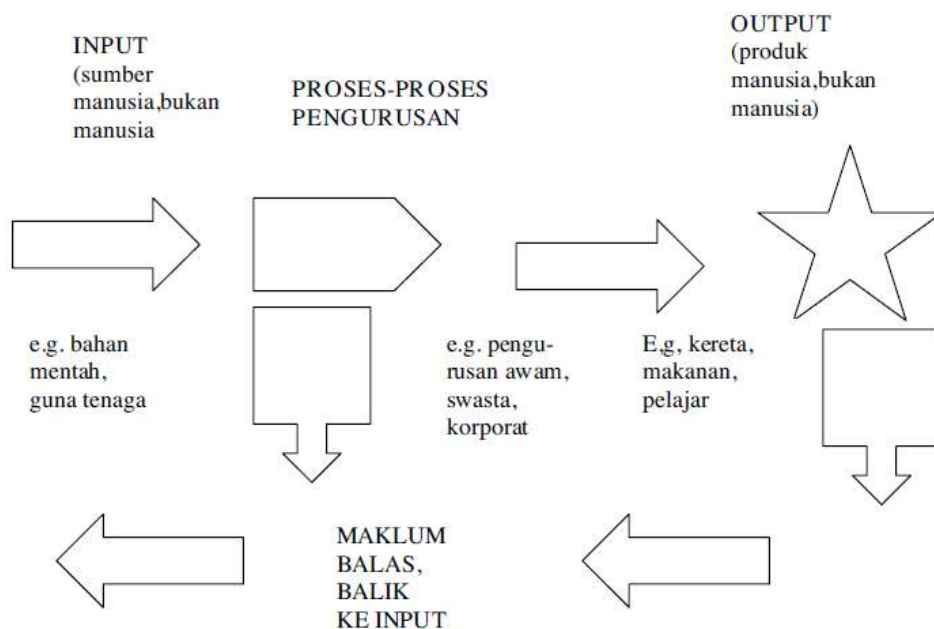 INPUT
(sumber
manusia,bukan
manusia
PROSES-PROSES
PENGURUSAN
OUTPUT
(produk
manusia,bukan
manusia)
e.g. bahan
mentah,
guna tenaga
e.g. pengu-
rusan awam,
swasta,
korporat
E,g, kereta,
makanan,
pelajar
MAKLUM
BALAS,
BALIK
KE INPUT